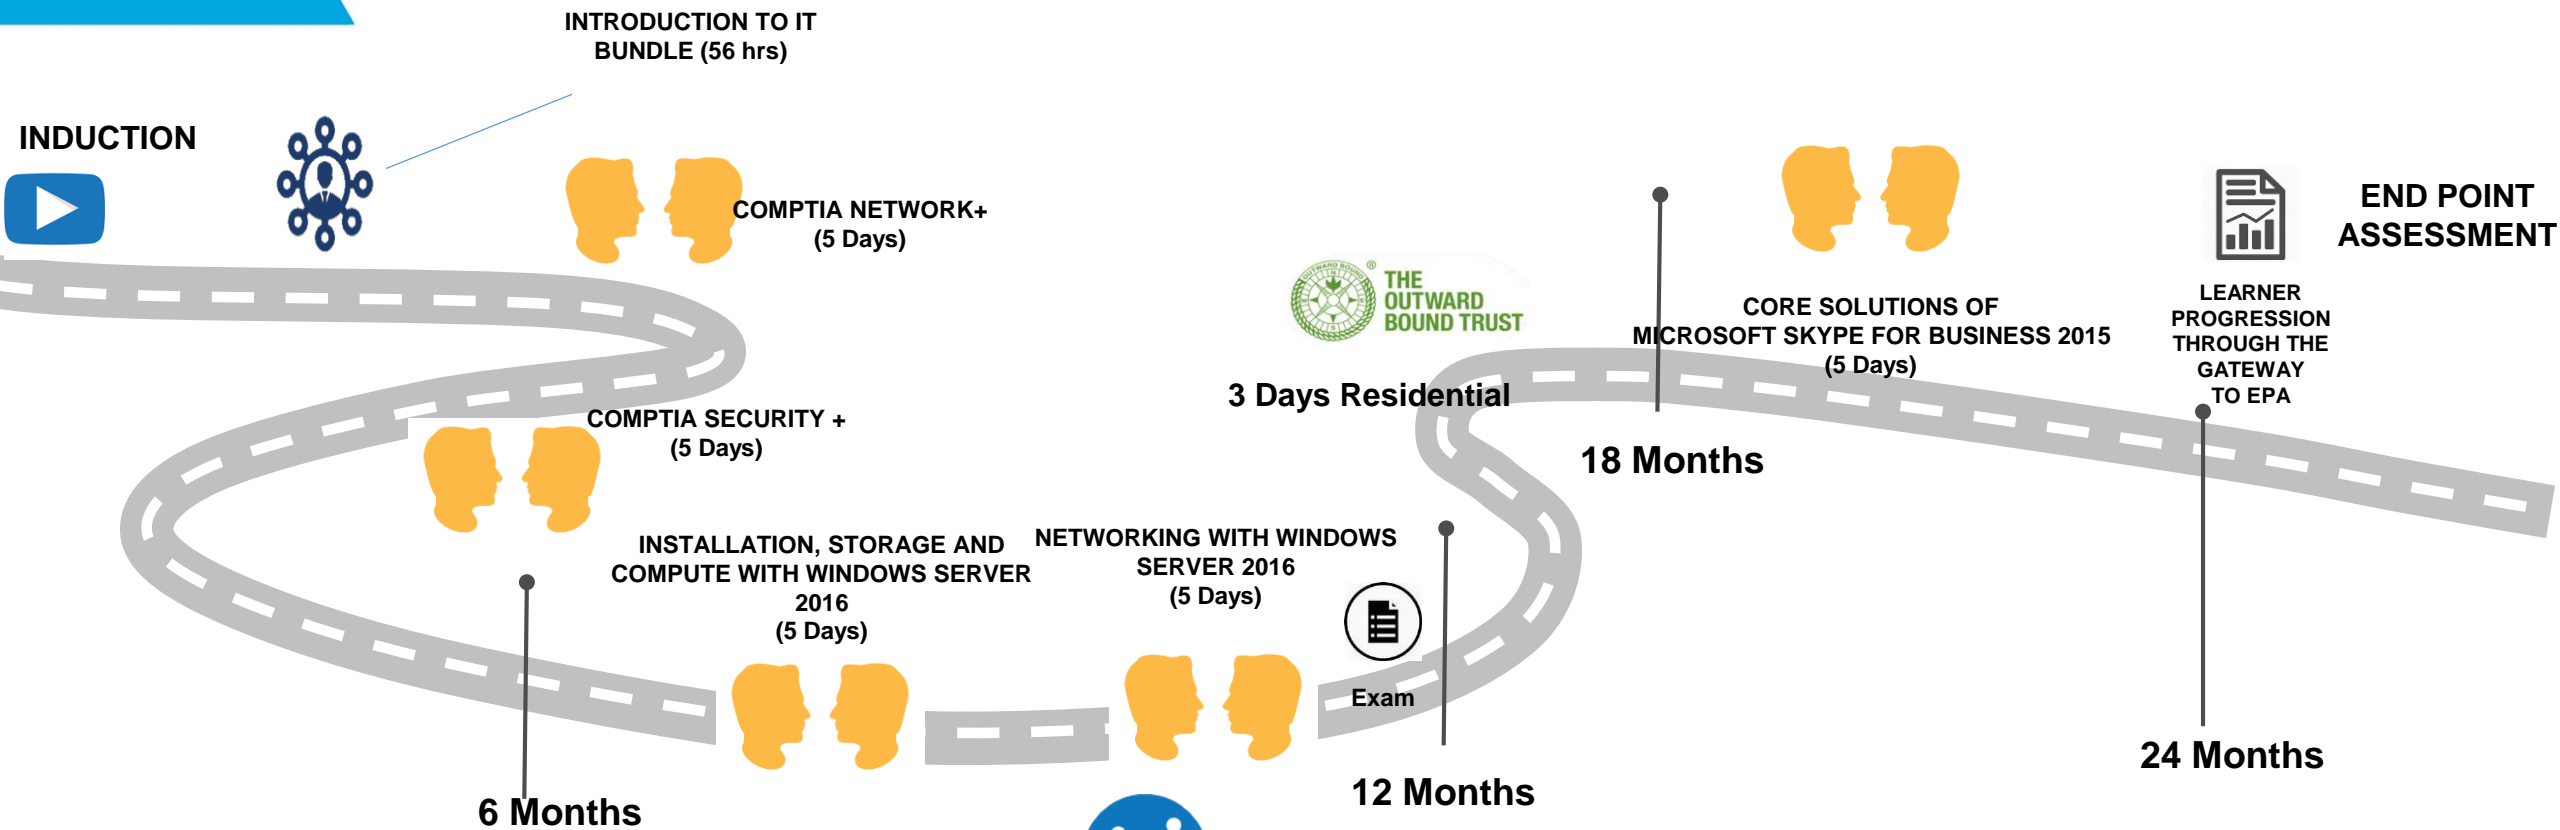 INTRODUCTION TO IT
BUNDLE (56 hrs)
INDUCTION
COMPTIA NETWORK+
(5 Days)
COMPTIA SECURITY +
(5 Days)
6 Months
INSTALLATION, STORAGE AND
COMPUTE WITH WINDOWS SERVER
2016
(5 Days)
NETWORKING WITH WINDOWS
SERVER 2016
(5 Days)
Exam
12 Months
OUTWARD BOUND
®
THE
OUTWARD
BOUND TRUST
3 Days Residential
18 Months
CORE SOLUTIONS OF
MICROSOFT SKYPE FOR BUSINESS 2015
(5 Days)
LEARNER
PROGRESSION
THROUGH THE
GATEWAY
TO EPA
24 Months
END POINT
ASSESSMENT